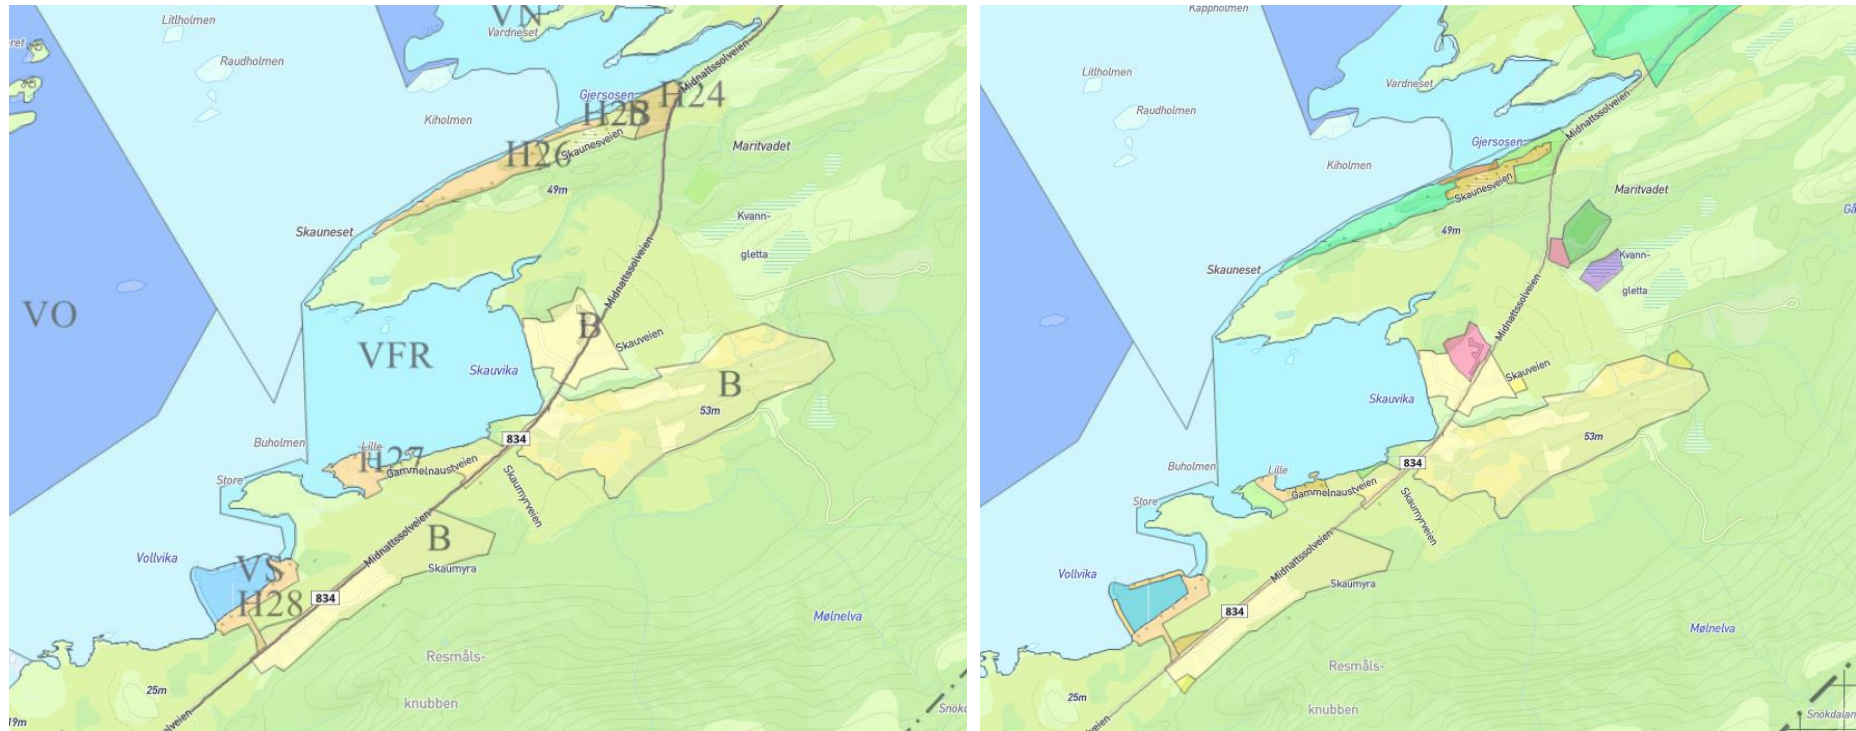 VN
Litlholmen
Vardneset
Raudholmen
Midnattssolveien
Gjersosen
H24
H2B
B
Kiholmen
Skaunesveien
H26
Maritvadet
49m
Kvann-
gletta
Skauneset
Midnattssolveien
VO
B
VFR
Skauveien
Skauvika
B
53m
834
Buholmen
Lille
H27
Gammelnaustveien
Store
Skaumyrveien
Midnattssolveien
B
Vollvika
VS
Skaumyra
H28
834
Mølnelva
Resmåls-
knubben
25m
19m
Kappholmen
Litlholmen
Vardneset
Raudholmen
Midnattssolveien
Gjersosen
Kiholmen
Maritvadet
Skaunesveien
49m
Kvann-
gletta
Skauneset
Midnattssolveien
Skauveien
Skauvika
53m
834
Buholmen
Lille
Gammelnaustveien
Store
Skaumyrveien
Midnattssolveien
Vollvika
Skaumyra
834
Mølnelva
Resmåls-
knubben
25m
Snökdalan